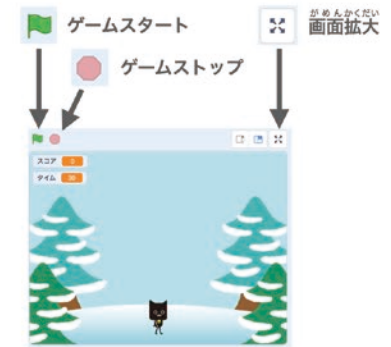 ゲームスタート
ゲームストップ
がめんかくだい
画面拡大
スコア 0
タイム 30